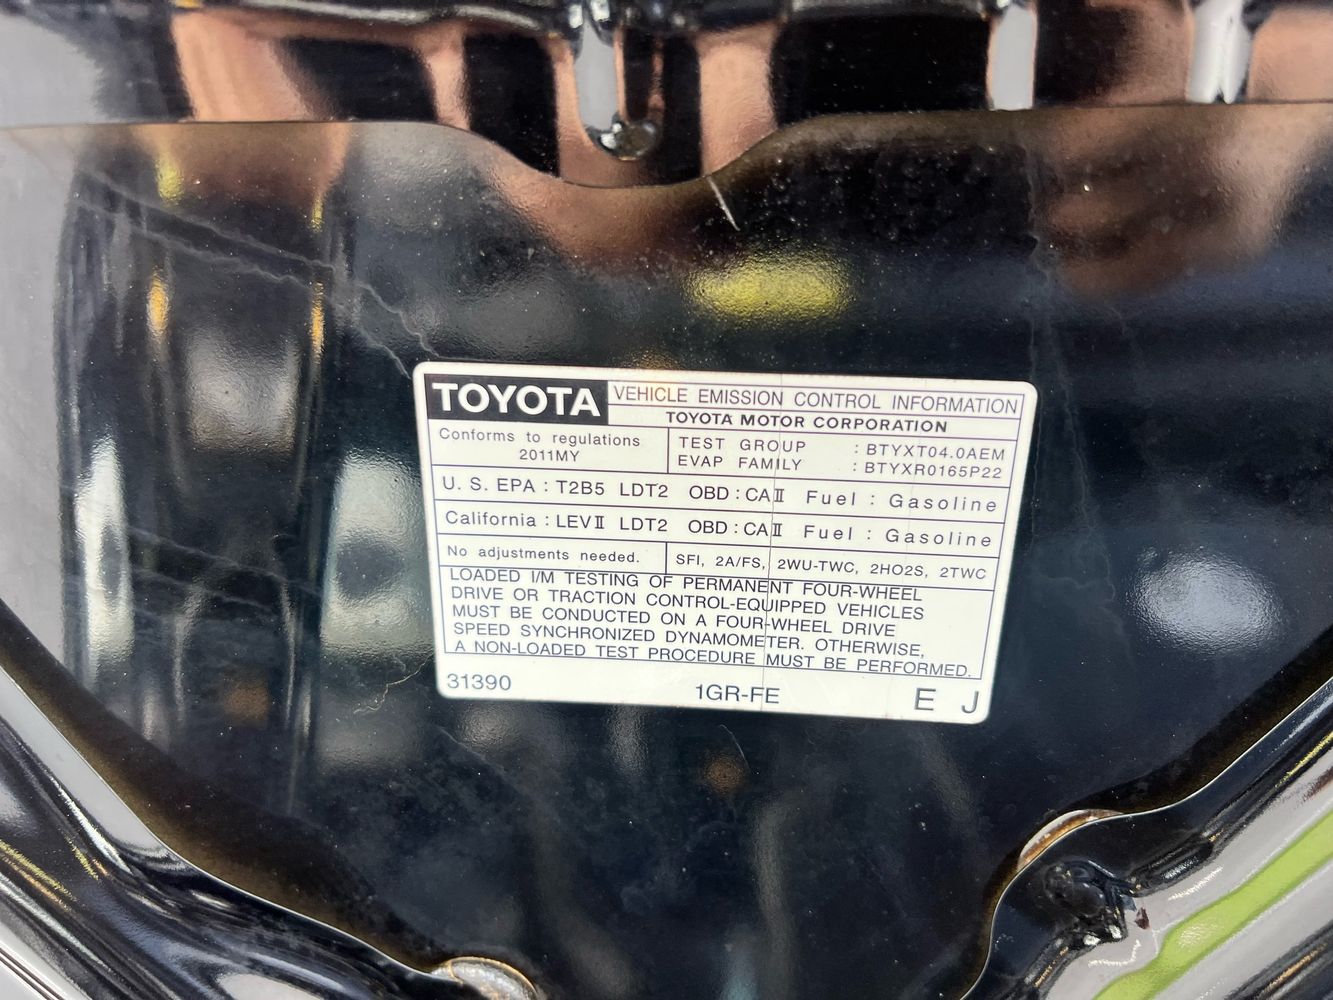 TOYOTA VEHICLE EMISSION CONTROL INFORMATION
TOYOTA MOTOR CORPORATION
Conforms to regulations
2011MY
TEST GROUP : BTYXT04.0AEM
EVAP FAMILY : BTYXR0165P22
U. S. EPA : T2B5 LDT2 OBD : CAⅡ Fuel : Gasoline
California : LEVⅡ LDT2 OBD : CAⅡ Fuel : Gasoline
No adjustments needed. SFI, 2A/FS, 2WU-TWC, 2HO2S, 2TWC
LOADED I/M TESTING OF PERMANENT FOUR-WHEEL
DRIVE OR TRACTION CONTROL-EQUIPPED VEHICLES
MUST BE CONDUCTED ON A FOUR-WHEEL DRIVE
SPEED SYNCHRONIZED DYNAMOMETER. OTHERWISE,
A NON-LOADED TEST PROCEDURE MUST BE PERFORMED.
31390 1GR-FE E J